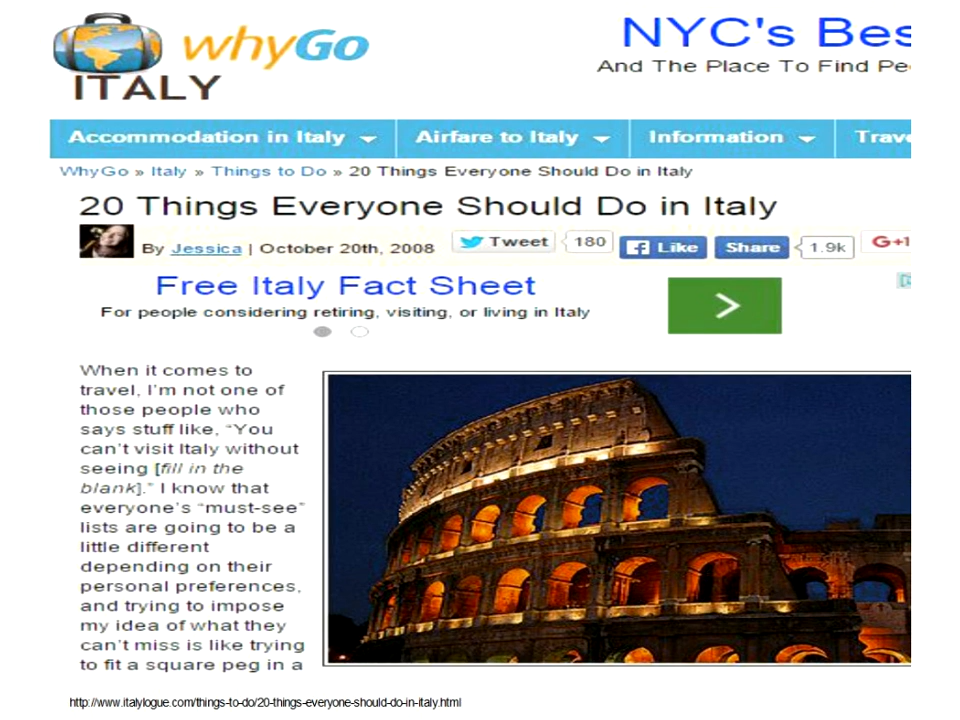 whyGo
ITALY
NYC's Bes
And The Place To Find Pe
Accommodation in Italy Airfare to Italy Information Trave
WhyGo » Italy » Things to Do » 20 Things Everyone Should Do in Italy
20 Things Everyone Should Do in Italy
By Jessica | October 20th, 2008 Tweet 180 Like Share 1.9k G+1
Free Italy Fact Sheet
For people considering retiring, visiting, or living in Italy
When it comes to
travel, I'm not one of
those people who
says stuff like, "You
can't visit Italy without
seeing [fill in the
blank]." I know that
everyone's "must-see"
lists are going to be a
little different
depending on their
personal preferences,
and trying to impose
my idea of what they
can't miss is like trying
to fit a square peg in a
http://www.italylogue.com/things-to-do/20-things-everyone-should-do-in-italy.html